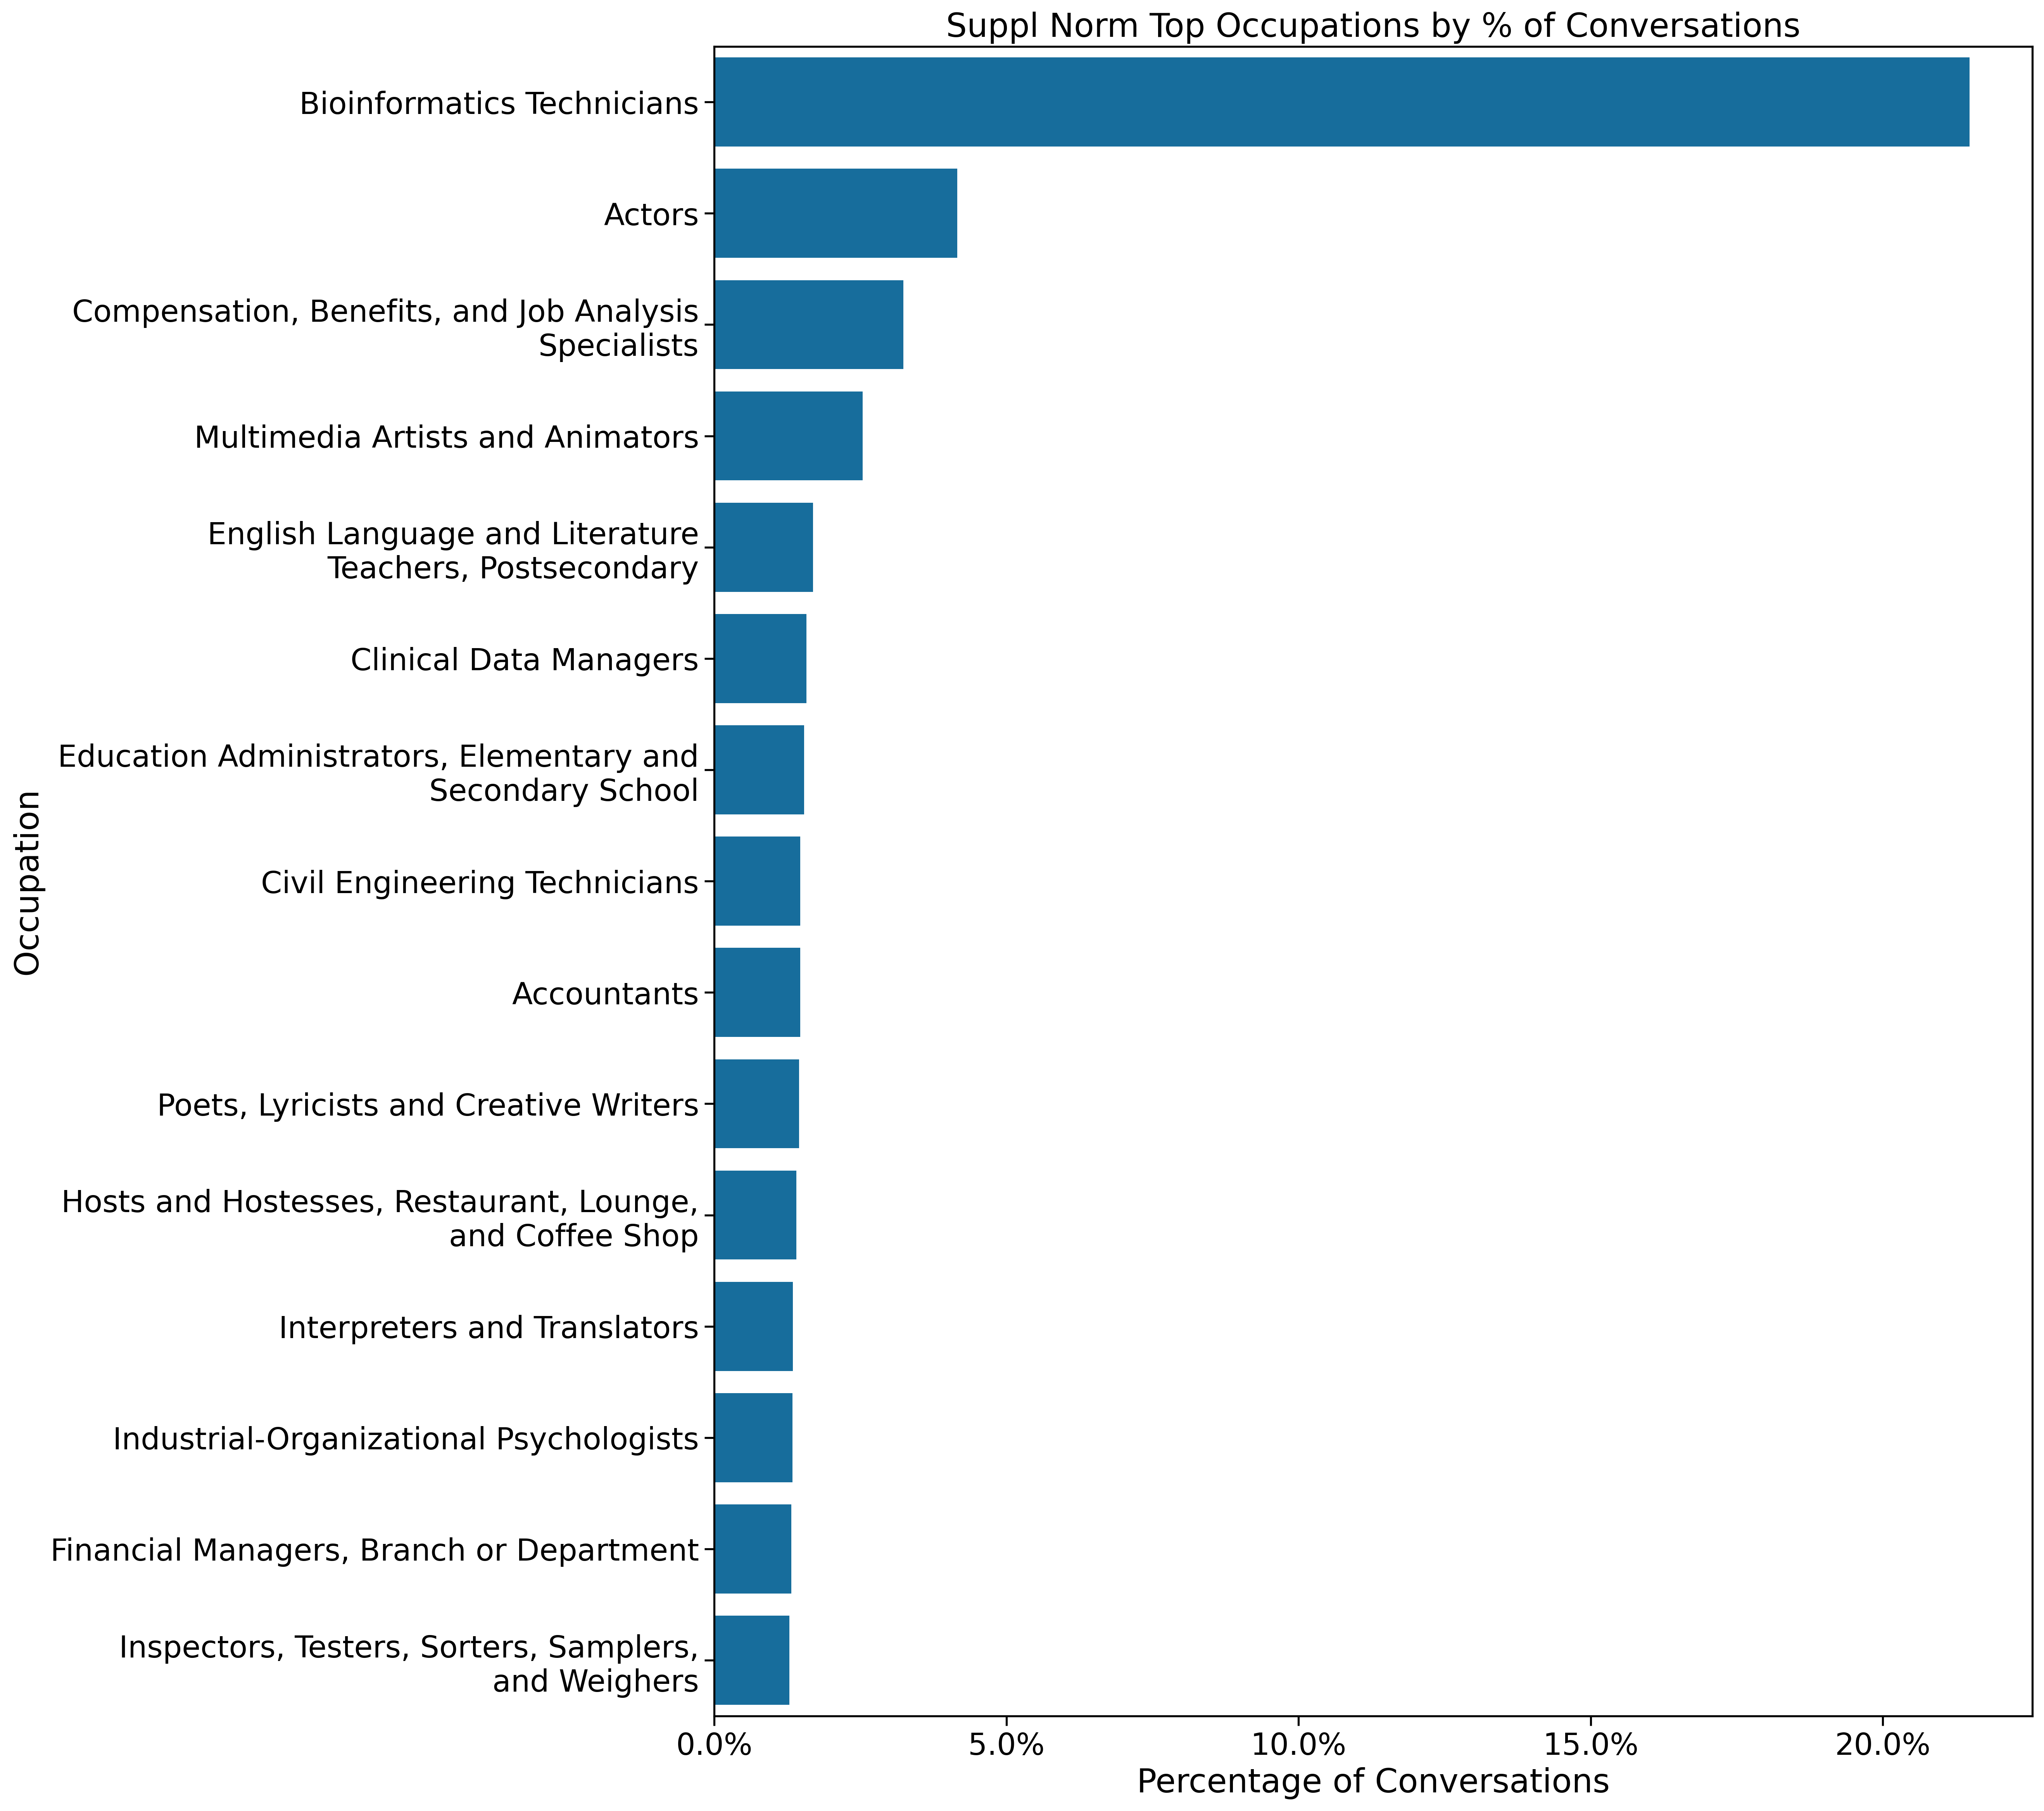 Suppl Norm Top Occupations by % of Conversations
Bioinformatics Technicians
Actors
Compensation, Benefits, and Job Analysis
Specialists
Multimedia Artists and Animators
English Language and Literature
Teachers, Postsecondary
Clinical Data Managers
Education Administrators, Elementary and
Secondary School
Civil Engineering Technicians
Accountants
Poets, Lyricists and Creative Writers
Hosts and Hostesses, Restaurant, Lounge,
and Coffee Shop
Interpreters and Translators
Industrial-Organizational Psychologists
Financial Managers, Branch or Department
Inspectors, Testers, Sorters, Samplers,
and Weighers
Occupation
0.0% 5.0% 10.0% 15.0% 20.0%
Percentage of Conversations